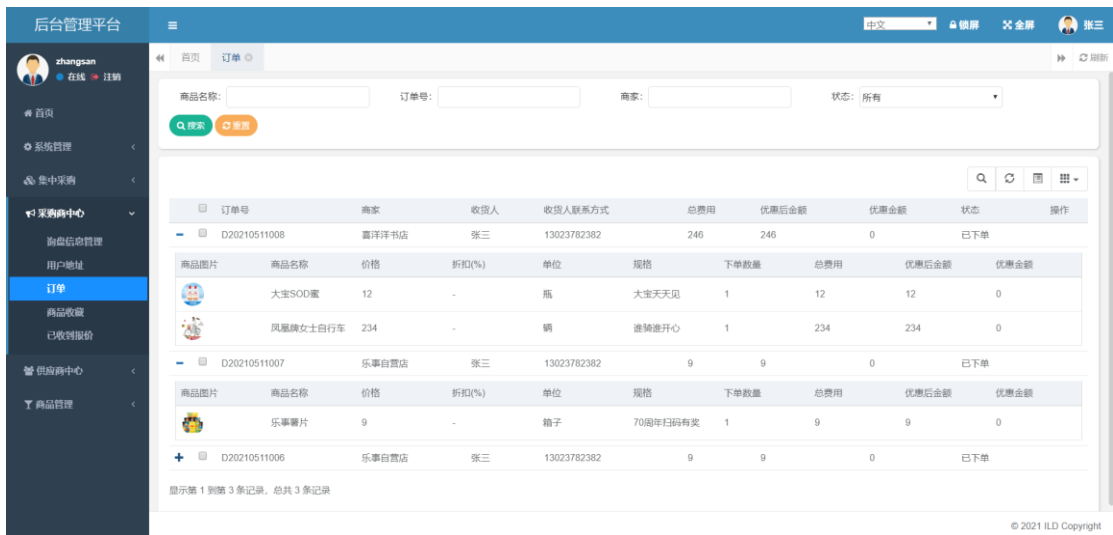 后台管理平台 中文 锁屏 全屏 张三
zhangsan
在线 注销
首页 订单 刷新
首页
系统管理
集中采购
采购商中心
询盘信息管理
用户地址
订单
商品收藏
已收到报价
供应商中心
商品管理
商品名称: 订单号: 商家: 状态: 所有
搜索 重置
订单号 商家 收货人 收货人联系方式 总费用 优惠后金额 优惠金额 状态 操作
D20210511008 喜洋洋书店 张三 13023782382 246 246 0 已下单
商品图片 商品名称 价格 折扣(%) 单位 规格 下单数量 总费用 优惠后金额 优惠金额
大宝SOD蜜 12 - 瓶 大宝天天见 1 12 12 0
凤凰牌女士自行车 234 - 辆 谁骑谁开心 1 234 234 0
D20210511007 乐事自营店 张三 13023782382 9 9 0 已下单
商品图片 商品名称 价格 折扣(%) 单位 规格 下单数量 总费用 优惠后金额 优惠金额
乐事薯片 9 - 箱子 70周年扫码有奖 1 9 9 0
D20210511006 乐事自营店 张三 13023782382 9 9 0 已下单
显示第 1 到第 3 条记录，总共 3 条记录
© 2021 ILD Copyright